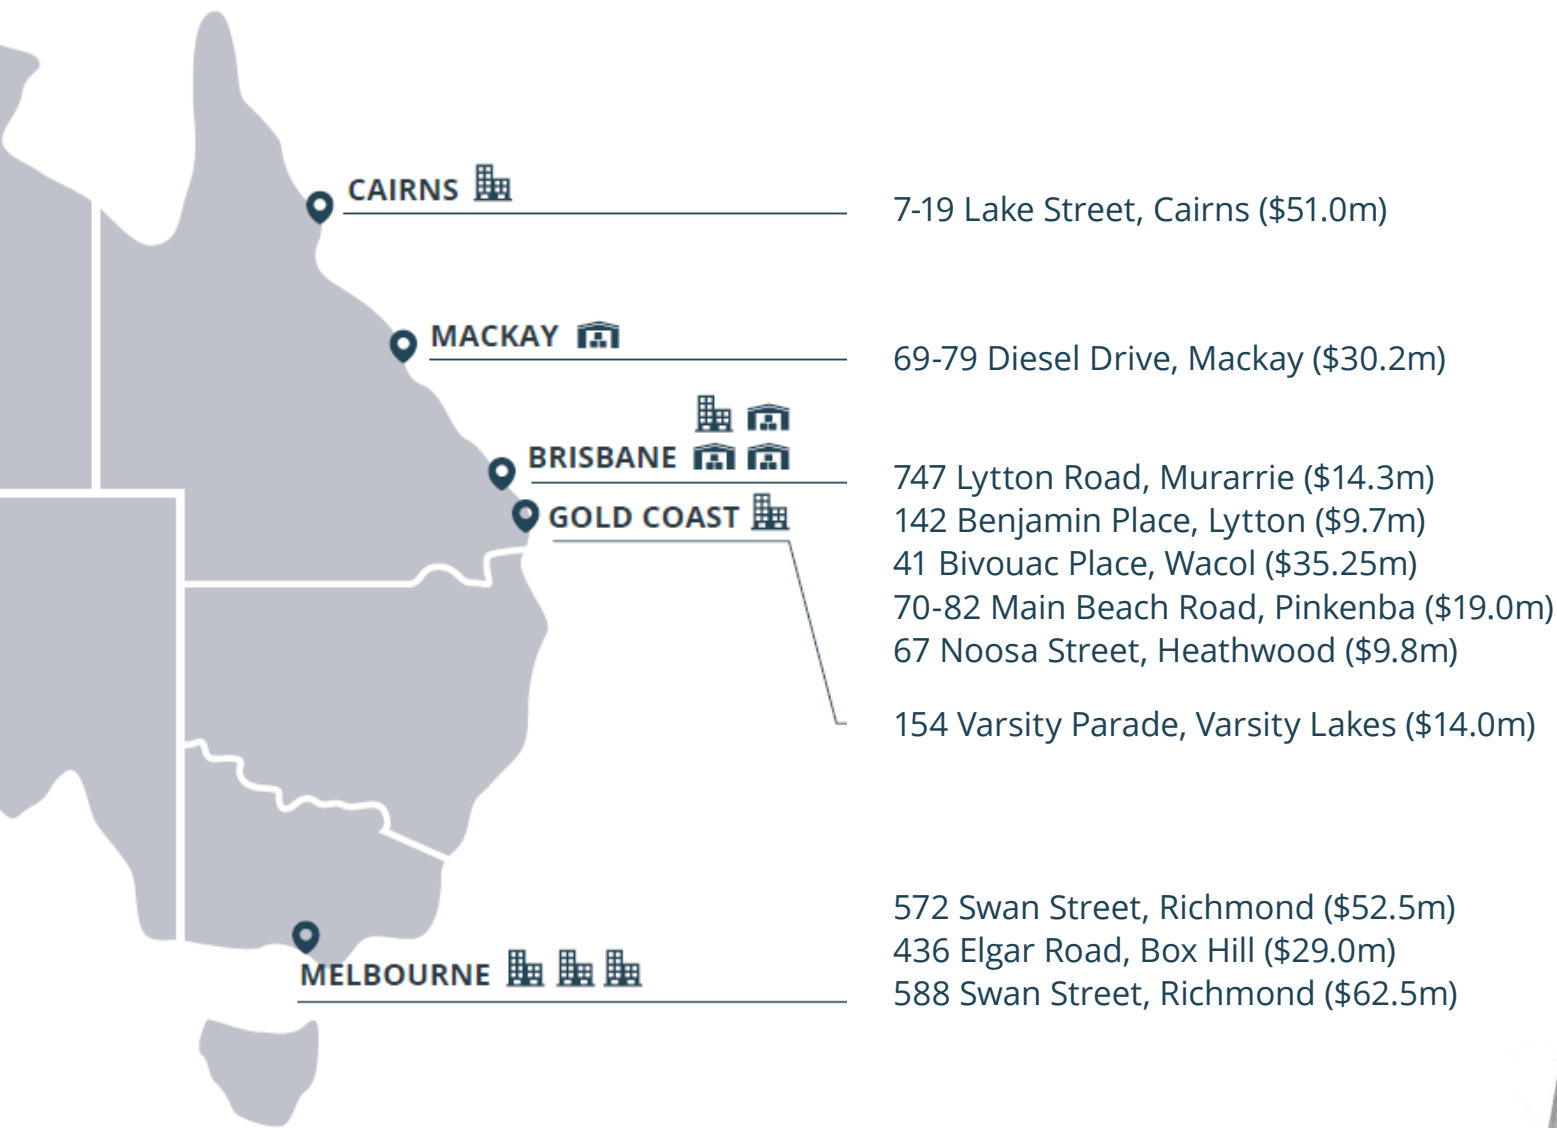 CAIRNS
7-19 Lake Street, Cairns ($51.0m)
MACKAY
69-79 Diesel Drive, Mackay ($30.2m)
BRISBANE
747 Lytton Road, Murarrie ($14.3m)
142 Benjamin Place, Lytton ($9.7m)
41 Bivouac Place, Wacol ($35.25m)
70-82 Main Beach Road, Pinkenba ($19.0m)
67 Noosa Street, Heathwood ($9.8m)
GOLD COAST
154 Varsity Parade, Varsity Lakes ($14.0m)
572 Swan Street, Richmond ($52.5m)
436 Elgar Road, Box Hill ($29.0m)
588 Swan Street, Richmond ($62.5m)
MELBOURNE